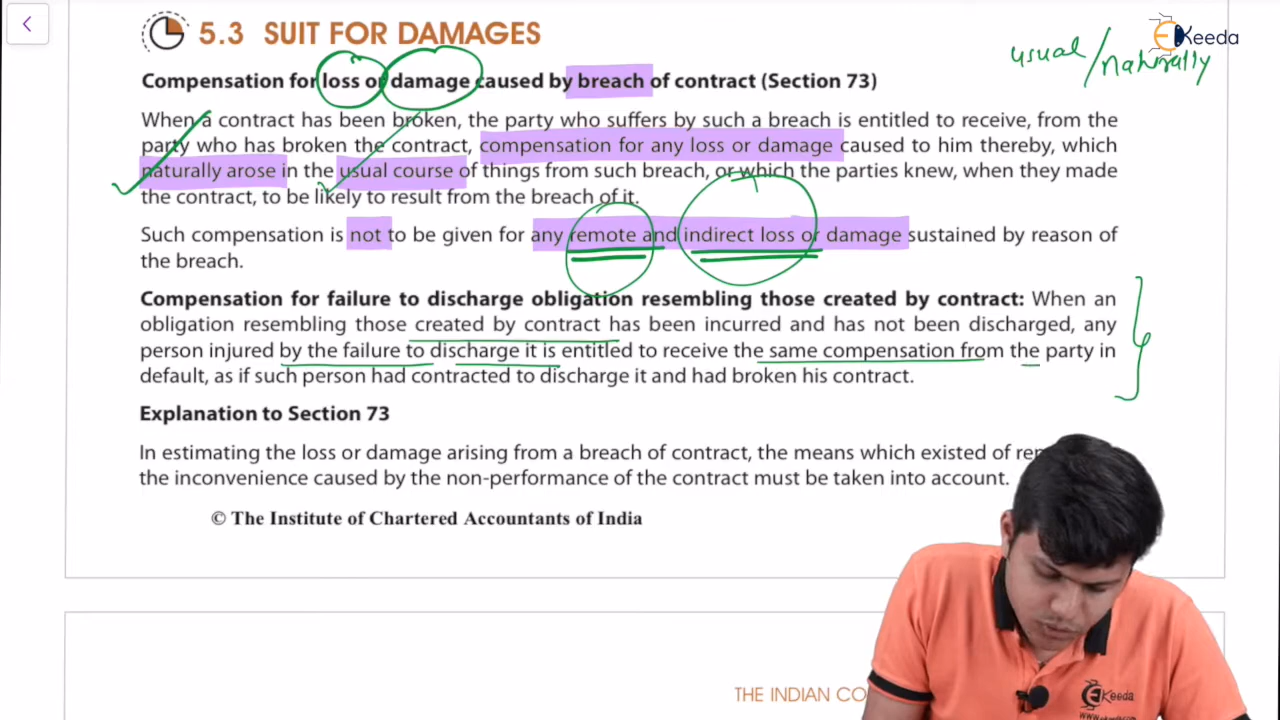 5.3 SUIT FOR DAMAGES
Keeda
usual / naturally
Compensation for loss or damage caused by breach of contract (Section 73)
When a contract has been broken, the party who suffers by such a breach is entitled to receive, from the
party who has broken the contract, compensation for any loss or damage caused to him thereby, which
naturally arose in the usual course of things from such breach, or which the parties knew, when they made
the contract, to be likely to result from the breach of it.
Such compensation is not to be given for any remote and indirect loss or damage sustained by reason of
the breach.
Compensation for failure to discharge obligation resembling those created by contract: When an
obligation resembling those created by contract has been incurred and has not been discharged, any
person injured by the failure to discharge it is entitled to receive the same compensation from the party in
default, as if such person had contracted to discharge it and had broken his contract.
Explanation to Section 73
In estimating the loss or damage arising from a breach of contract, the means which existed of
the inconvenience caused by the non-performance of the contract must be taken into account.
© The Institute of Chartered Accountants of India
THE INDIAN
Keeda